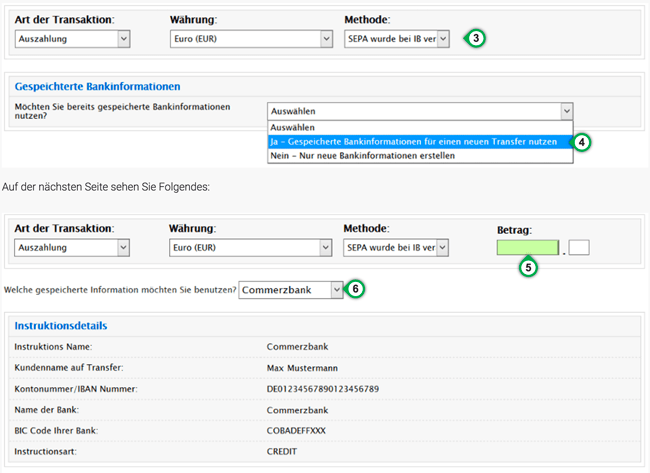 Art der Transaktion: Währung: Methode:
Auszahlung Euro (EUR) SEPA wurde bei IB ver 3
Gespeichterte Bankinformationen
Möchten Sie bereits gespeicherte Bankinformationen
nutzen?
Auswählen
Auswählen
Ja - Gespeicherte Bankinformationen für einen neuen Transfer nutzen 4
Nein - Nur neue Bankinformationen erstellen
Auf der nächsten Seite sehen Sie Folgendes:
Art der Transaktion: Währung: Methode: Betrag:
Auszahlung Euro (EUR) SEPA wurde bei IB ver .
5
Welche gespeicherte Information möchten Sie benutzen? Commerzbank 6
Instruktionsdetails
Instruktions Name: Commerzbank
Kundenname auf Transfer: Max Mustermann
Kontonummer/IBAN Nummer: DE01234567890123456789
Name der Bank: Commerzbank
BIC Code Ihrer Bank: COBADEFFXXX
Instructionsart: CREDIT